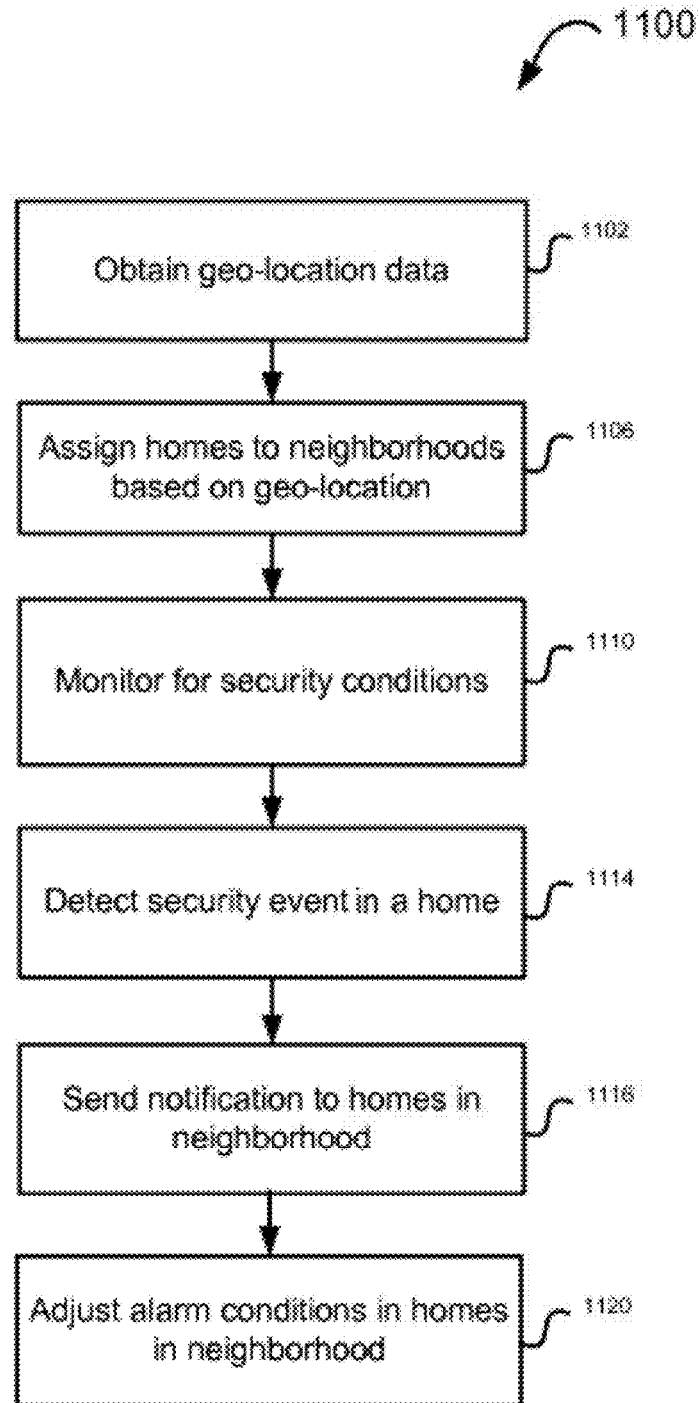 1100
Obtain geo-location data
1102
Assign homes to neighborhoods
based on geo-location
1106
Monitor for security conditions
1110
Detect security event in a home
1114
Send notification to homes in
neighborhood
1116
Adjust alarm conditions in homes
in neighborhood
1120